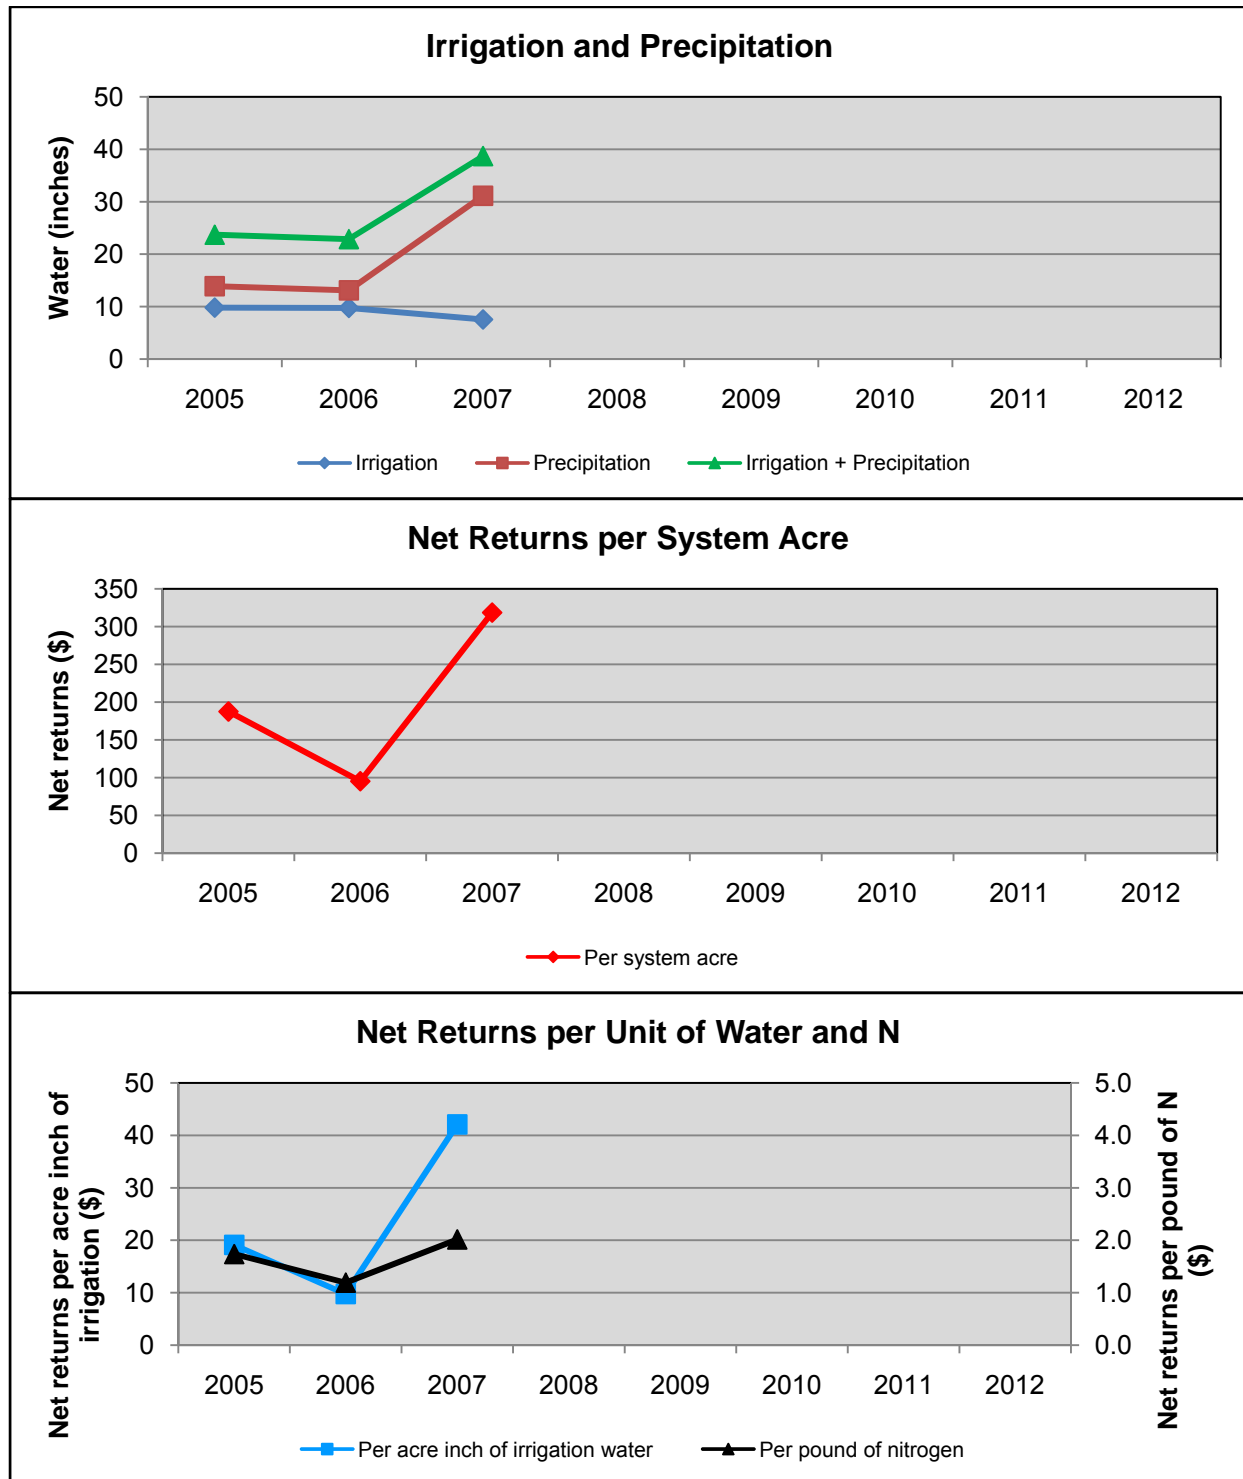 Irrigation and Precipitation
Water (inches)
50
40
30
20
10
0
2005 2006 2007 2008 2009 2010 2011 2012
Irrigation Precipitation Irrigation + Precipitation
Net Returns per System Acre
Net returns ($)
350
300
250
200
150
100
50
0
2005 2006 2007 2008 2009 2010 2011 2012
Per system acre
Net Returns per Unit of Water and N
Net returns per acre inch of
irrigation ($)
50
40
30
20
10
0
5.0
4.0
3.0
2.0
1.0
0.0
Net returns per pound of N
($)
2005 2006 2007 2008 2009 2010 2011 2012
Per acre inch of irrigation water Per pound of nitrogen